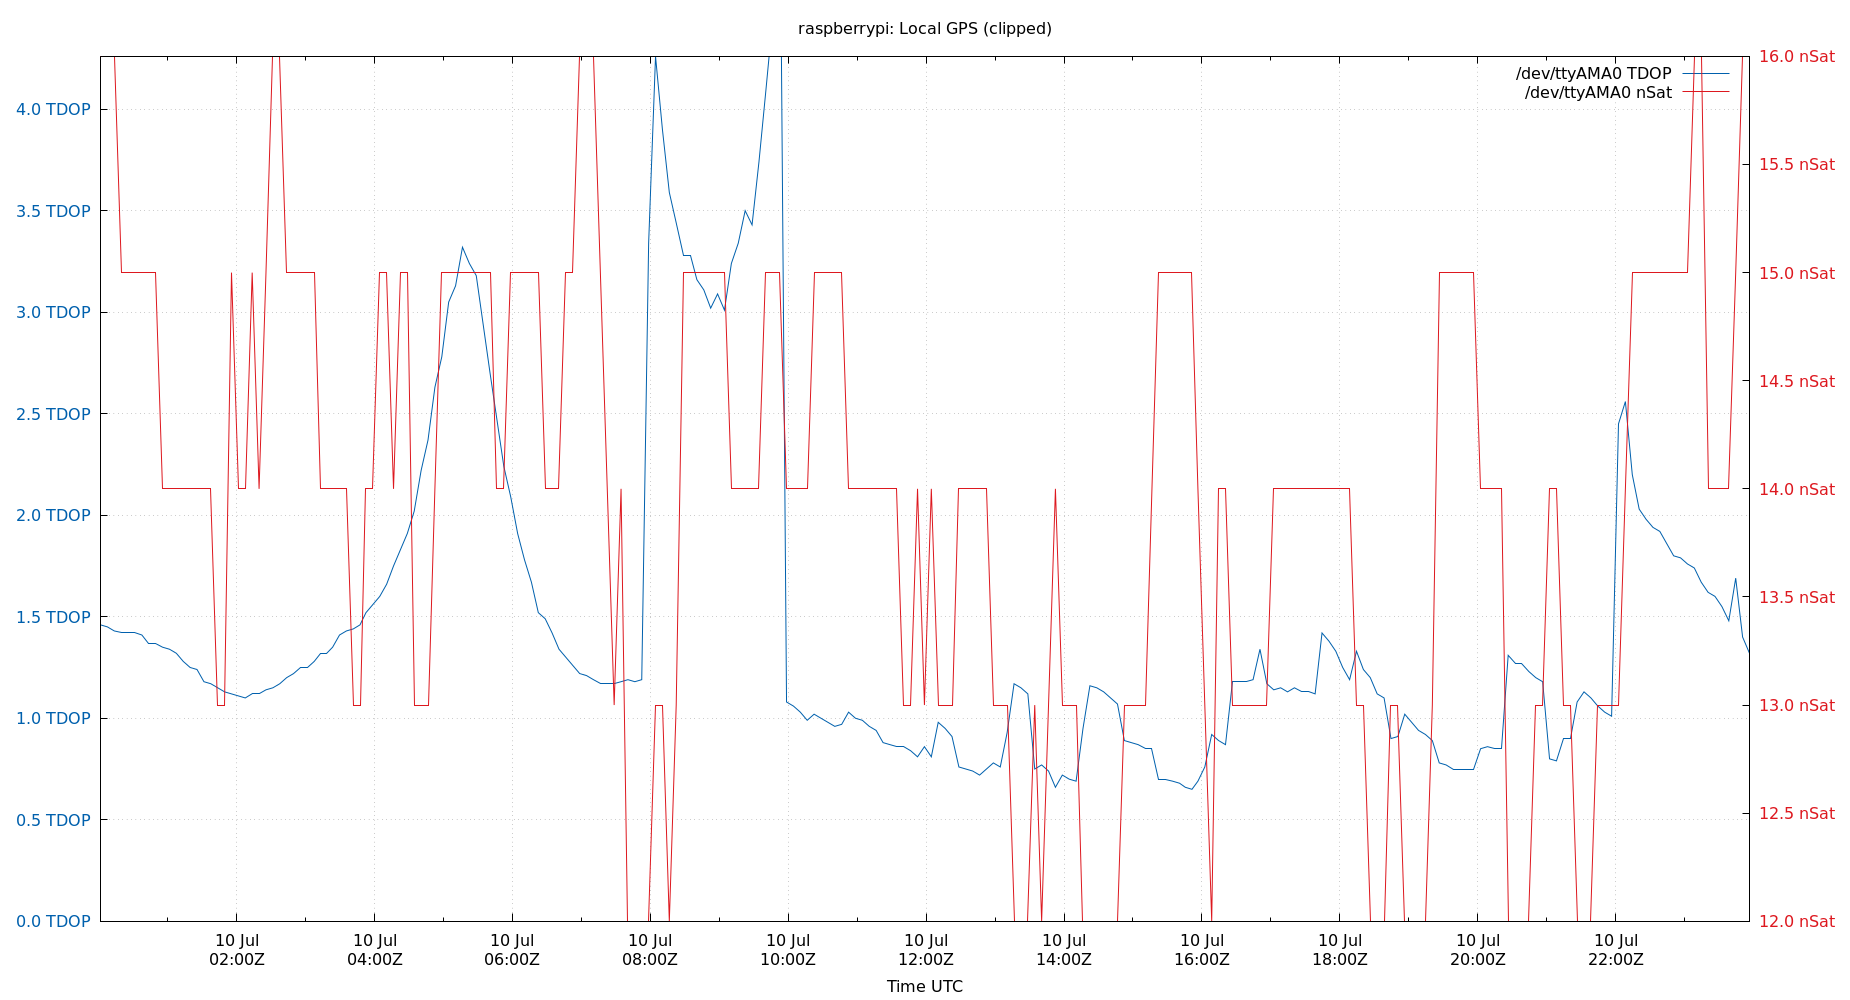 raspberrypi: Local GPS (clipped)
/dev/ttyAMA0 TDOP
/dev/ttyAMA0 nSat
4.0 TDOP
3.5 TDOP
3.0 TDOP
2.5 TDOP
2.0 TDOP
1.5 TDOP
1.0 TDOP
0.5 TDOP
0.0 TDOP
16.0 nSat
15.5 nSat
15.0 nSat
14.5 nSat
14.0 nSat
13.5 nSat
13.0 nSat
12.5 nSat
12.0 nSat
10 Jul 10 Jul 10 Jul 10 Jul 10 Jul 10 Jul 10 Jul 10 Jul 10 Jul 10 Jul 10 Jul
02:00Z 04:00Z 06:00Z 08:00Z 10:00Z 12:00Z 14:00Z 16:00Z 18:00Z 20:00Z 22:00Z
Time UTC